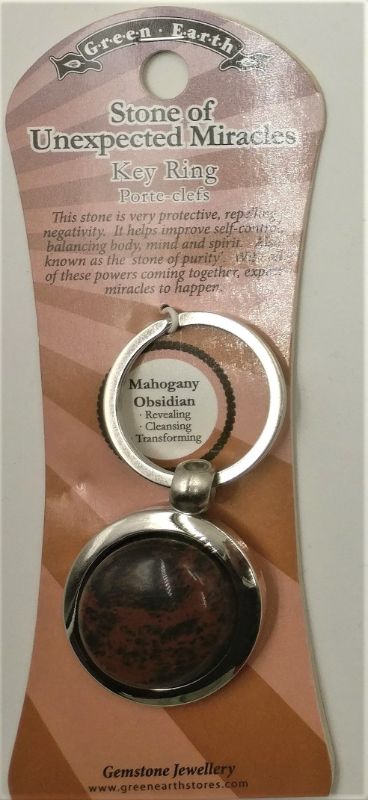 Green · Earth
Stone of
Unexpected Miracles
Key Ring
Porte-clefs
This stone is very protective, repelling
negativity. It helps improve self-control,
balancing body, mind and spirit. Also
known as the 'stone of purity'. With all
of these powers coming together, expect
miracles to happen.
Mahogany
Obsidian
· Revealing
· Cleansing
· Transforming
Gemstone Jewellery
www.greenearthstores.com